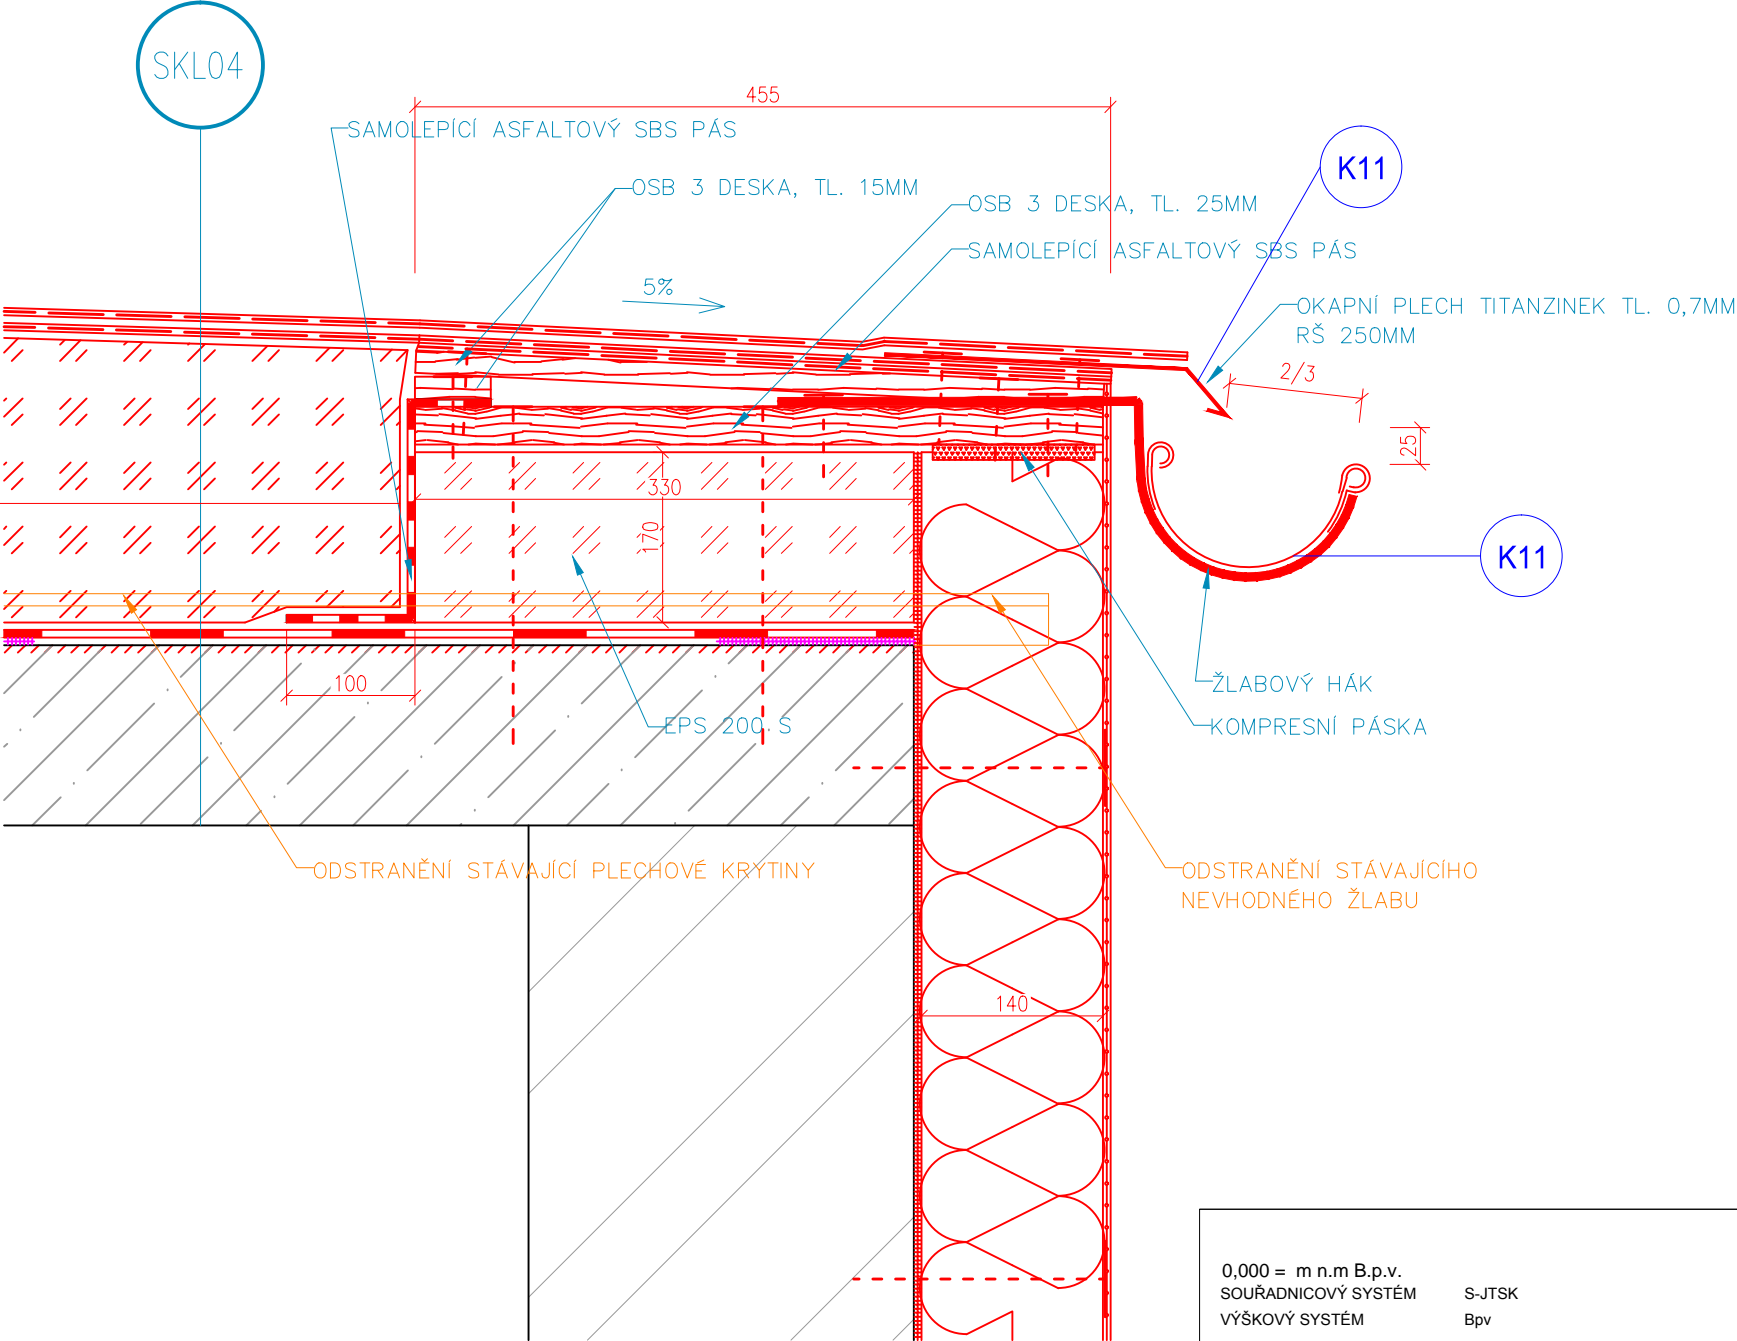 SKL04
455
SAMOLEPÍCÍ ASFALTOVÝ SBS PÁS
K11
OSB 3 DESKA, TL. 15MM
OSB 3 DESKA, TL. 25MM
SAMOLEPÍCÍ ASFALTOVÝ SBS PÁS
5%
OKAPNÍ PLECH TITANZINEK TL. 0,7MM
RŠ 250MM
2/3
25
330
170
K11
100
ŽLABOVÝ HÁK
EPS 200 S
KOMPRESNÍ PÁSKA
ODSTRANĚNÍ STÁVAJÍCÍ PLECHOVÉ KRYTINY
ODSTRANĚNÍ STÁVAJÍCÍHO
NEVHODNÉHO ŽLABU
140
0,000 = m n.m B.p.v.
SOUŘADNICOVÝ SYSTÉM S-JTSK
VÝŠKOVÝ SYSTÉM Bpv